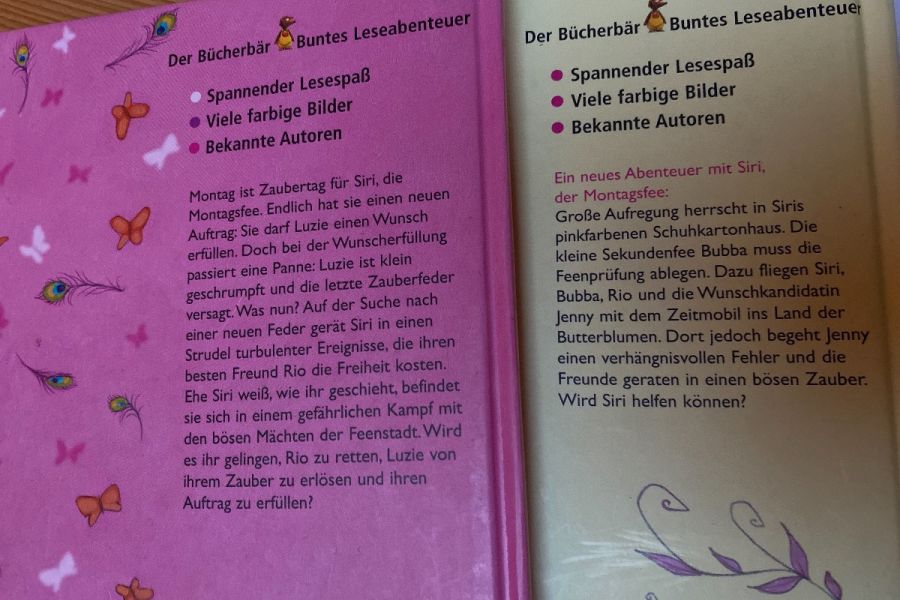 Der Bücherbär Buntes Leseabenteuer
Spannender Lesespaß
Viele farbige Bilder
Bekannte Autoren
Montag ist Zaubertag für Siri, die
Montagsfee. Endlich hat sie einen neuen
Auftrag: Sie darf Luzie einen Wunsch
erfüllen. Doch bei der Wunscherfüllung
passiert eine Panne: Luzie ist klein
geschrumpft und die letzte Zauberfeder
versagt. Was nun? Auf der Suche nach
einer neuen Feder gerät Siri in einen
Strudel turbulenter Ereignisse, die ihren
besten Freund Rio die Freiheit kosten.
Ehe Siri weiß, wie ihr geschieht, befindet
sie sich in einem gefährlichen Kampf mit
den bösen Mächten der Feenstadt. Wird
es ihr gelingen, Rio zu retten, Luzie von
ihrem Zauber zu erlösen und ihren
Auftrag zu erfüllen?
Der Bücherbär Buntes Leseabenteuer
Spannender Lesespaß
Viele farbige Bilder
Bekannte Autoren
Ein neues Abenteuer mit Siri,
der Montagsfee:
Große Aufregung herrscht in Siris
pinkfarbenen Schuhkartonhaus. Die
kleine Sekundenfee Bubba muss die
Feenprüfung ablegen. Dazu fliegen Siri,
Bubba, Rio und die Wunschkandidatin
Jenny mit dem Zeitmobil ins Land der
Butterblumen. Dort jedoch begeht Jenny
einen verhängnisvollen Fehler und die
Freunde geraten in einen bösen Zauber.
Wird Siri helfen können?